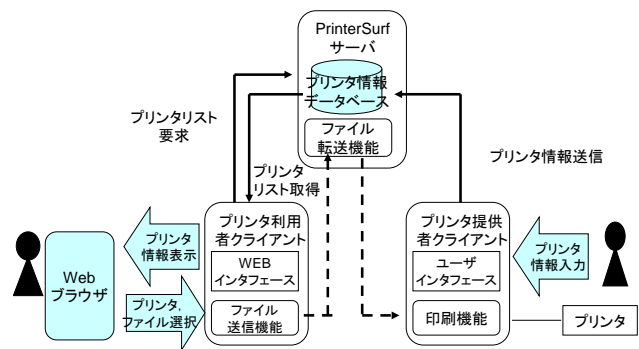 PrinterSurf
サーバ
プリンタ情報
データベース
ファイル
転送機能
プリンタリスト
要求
プリンタ
リスト取得
プリンタ情報送信
プリンタ利用
者クライアント
WEB
インタフェース
ファイル
送信機能
プリンタ提供
者クライアント
ユーザ
インタフェース
印刷機能
プリンタ
情報表示
Web
ブラウザ
プリンタ,
ファイル選択
プリンタ
情報入力
プリンタ